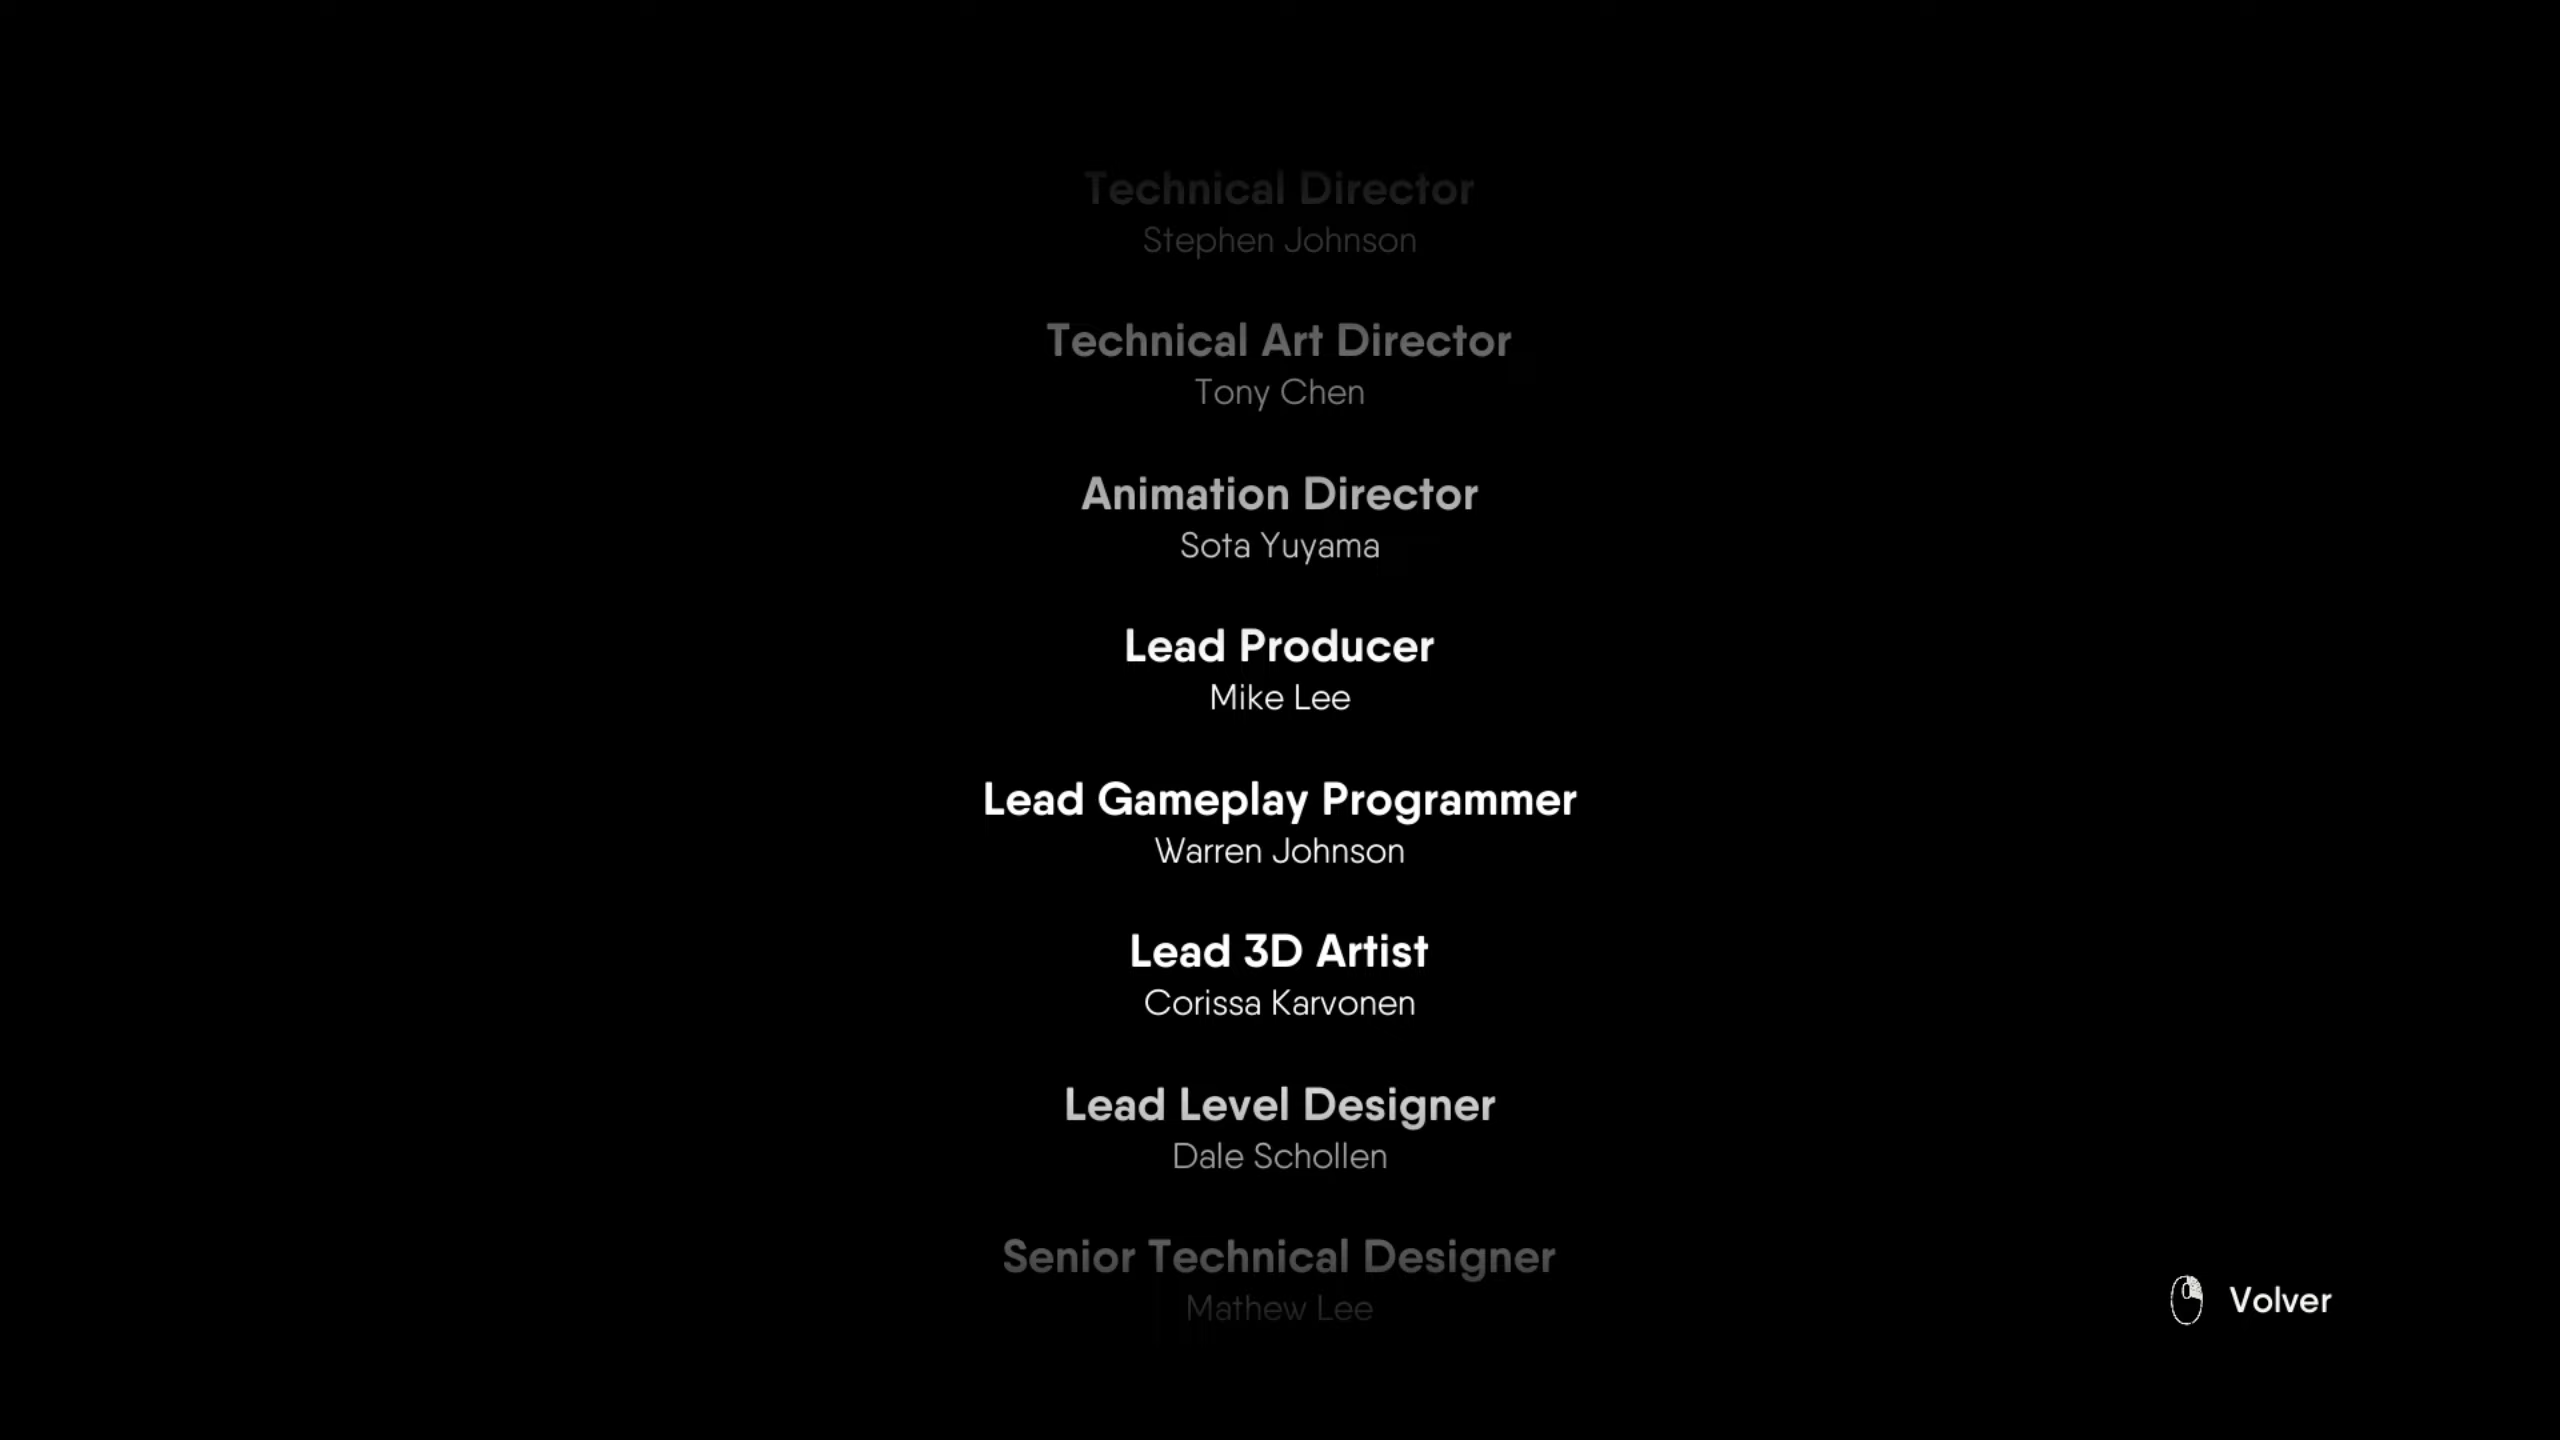 Technical Director
Stephen Johnson
Technical Art Director
Tony Chen
Animation Director
Sota Yuyama
Lead Producer
Mike Lee
Lead Gameplay Programmer
Warren Johnson
Lead 3D Artist
Corissa Karvonen
Lead Level Designer
Dale Schollen
Senior Technical Designer
Mathew Lee
Volver